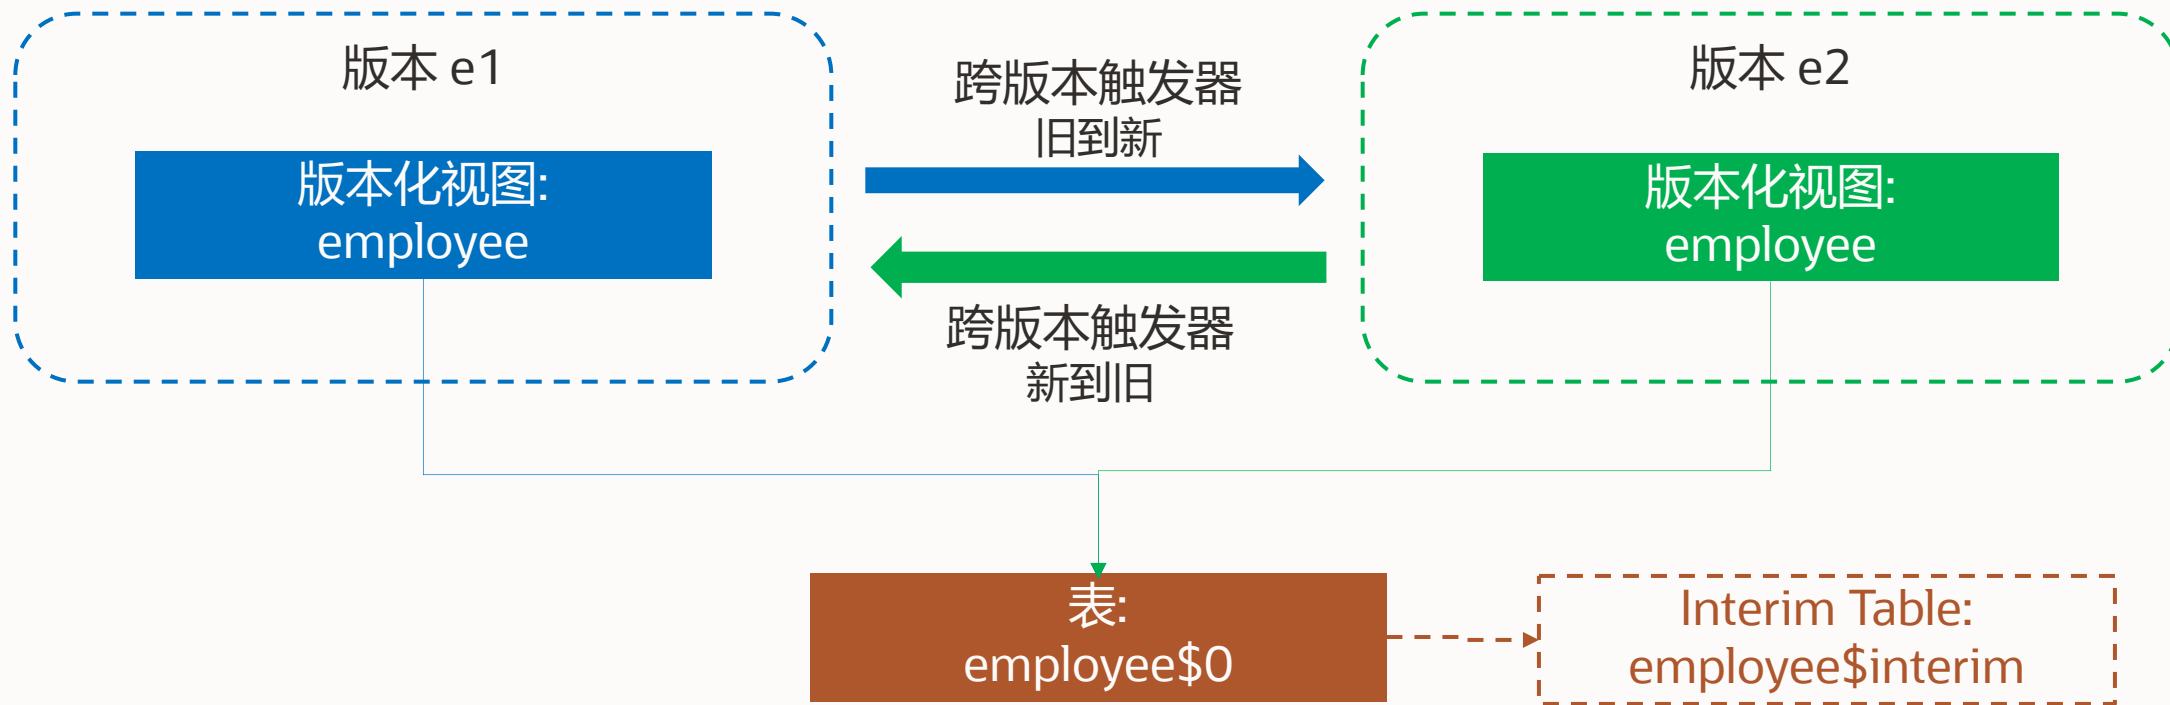 版本 e1
版本化视图:
employee
跨版本触发器
旧到新
跨版本触发器
新到旧
版本 e2
版本化视图:
employee
表:
employee$0
Interim Table:
employee$interim